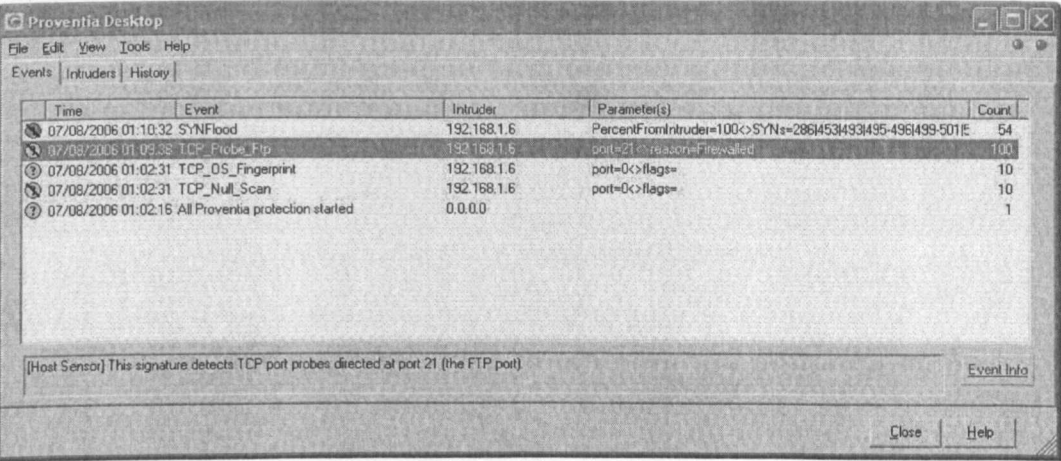 Proventia Desktop
File Edit View Tools Help
Events Intruders History
Time Event Intruder Parameter(s) Count
07/08/2006 01:10:32 SYNFlood 192.168.1.6 PercentFromIntruder=100<>SYNs=286|453|493|495-496|499-501|5 54
07/08/2006 01:09:38 TCP_Probe_Ftp 192.168.1.6 port=21<>reason=Firewalled 100
07/08/2006 01:02:31 TCP_OS_Fingerprint 192.168.1.6 port=0<>flags= 10
07/08/2006 01:02:31 TCP_Null_Scan 192.168.1.6 port=0<>flags= 10
07/08/2006 01:02:16 All Proventia protection started 0.0.0.0 1
[Host Sensor] This signature detects TCP port probes directed at port 21 (the FTP port).
Event Info
Close Help